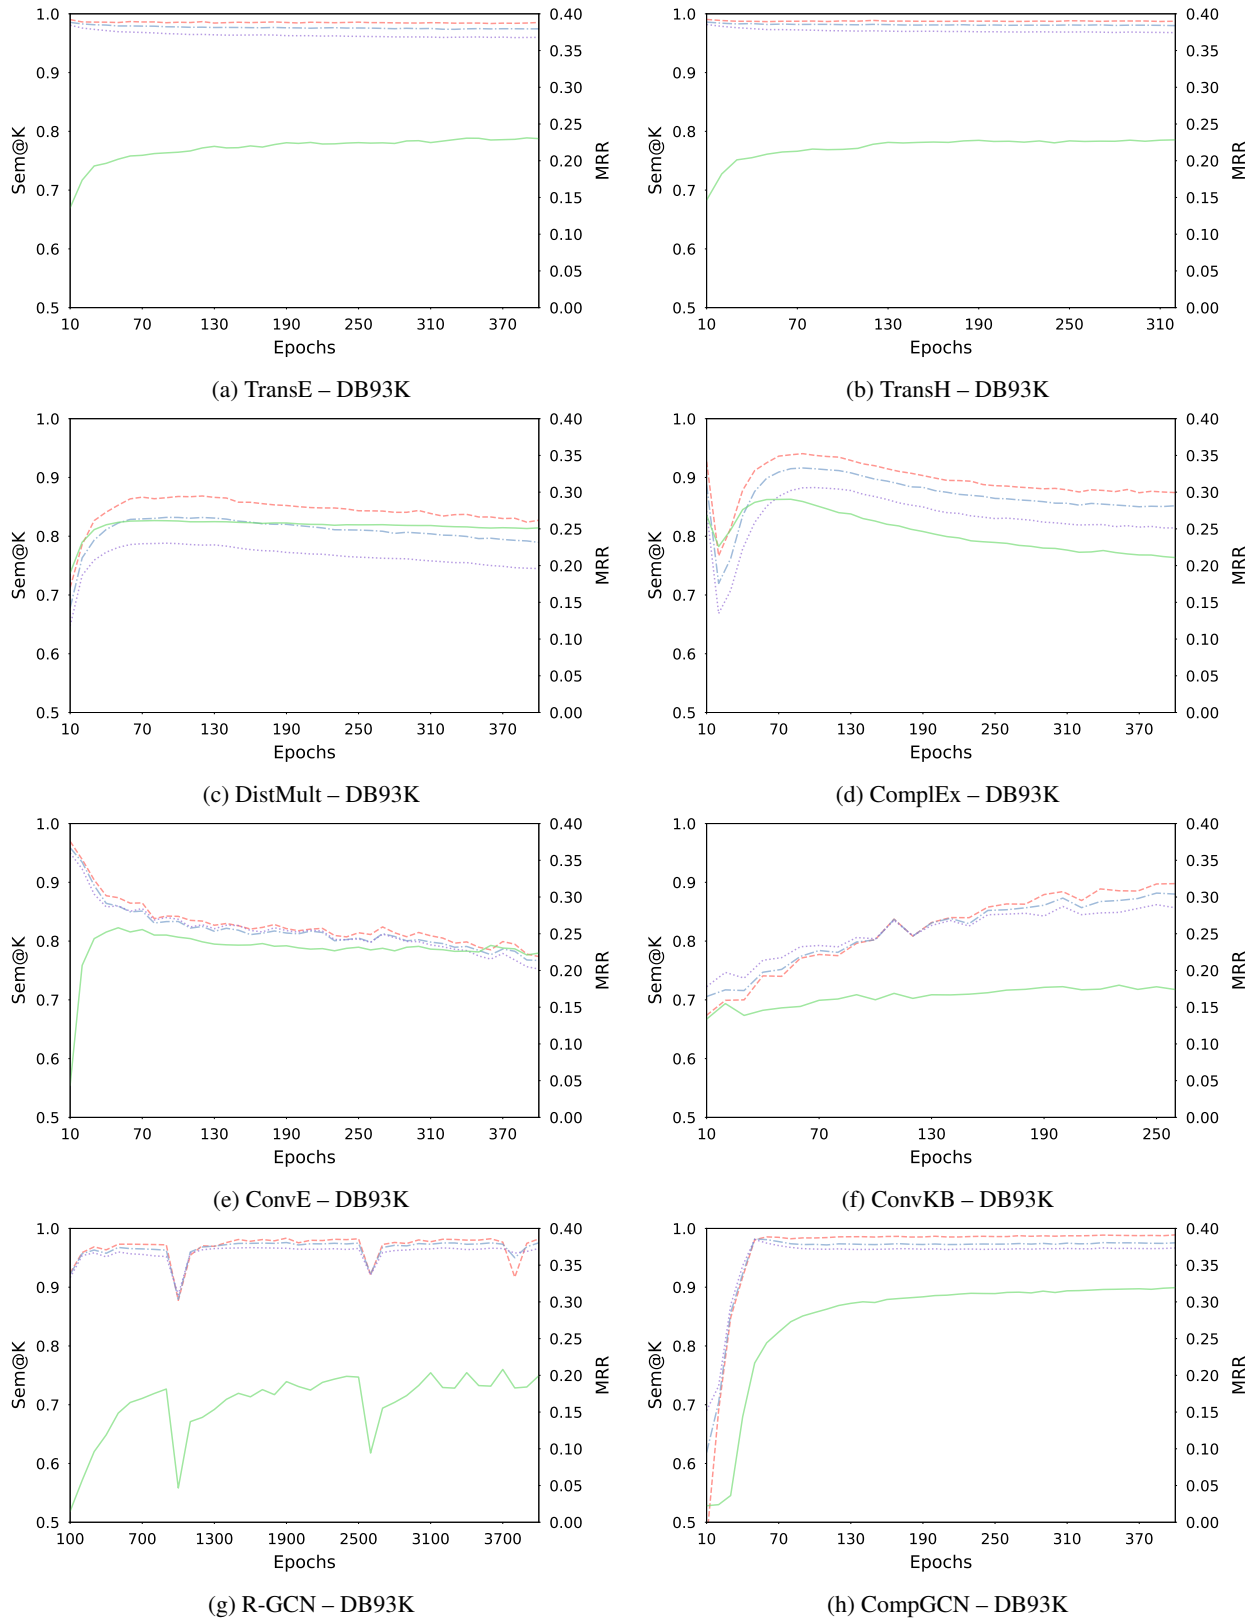 1.0 0.40 1.0 0.40
0.35 0.35
0.9 0.9
0.30 0.30
0.8 0.25 0.8 0.25
Sem@K 0.20 MRR Sem@K 0.20 MRR
0.7 0.15 0.7 0.15
0.10 0.10
0.6 0.6
0.05 0.05
0.5 0.00 0.5 0.00
10 70 130 190 250 310 370 10 70 130 190 250 310
Epochs Epochs
(a) TransE – DB93K (b) TransH – DB93K
1.0 0.40 1.0 0.40
0.35 0.35
0.9 0.9
0.30 0.30
0.8 0.25 0.8 0.25
Sem@K 0.20 MRR Sem@K 0.20 MRR
0.7 0.15 0.7 0.15
0.10 0.10
0.6 0.6
0.05 0.05
0.5 0.00 0.5 0.00
10 70 130 190 250 310 370 10 70 130 190 250 310 370
Epochs Epochs
(c) DistMult – DB93K (d) ComplEx – DB93K
1.0 0.40 1.0 0.40
0.35 0.35
0.9 0.9
0.30 0.30
0.8 0.25 0.8 0.25
Sem@K 0.20 MRR Sem@K 0.20 MRR
0.7 0.15 0.7 0.15
0.10 0.10
0.6 0.6
0.05 0.05
0.5 0.00 0.5 0.00
10 70 130 190 250 310 370 10 70 130 190 250
Epochs Epochs
(e) ConvE – DB93K (f) ConvKB – DB93K
1.0 0.40 1.0 0.40
0.35 0.35
0.9 0.9
0.30 0.30
0.8 0.25 0.8 0.25
Sem@K 0.20 MRR Sem@K 0.20 MRR
0.7 0.15 0.7 0.15
0.10 0.10
0.6 0.6
0.05 0.05
0.5 0.00 0.5 0.00
100 700 1300 1900 2500 3100 3700 10 70 130 190 250 310 370
Epochs Epochs
(g) R-GCN – DB93K (h) CompGCN – DB93K